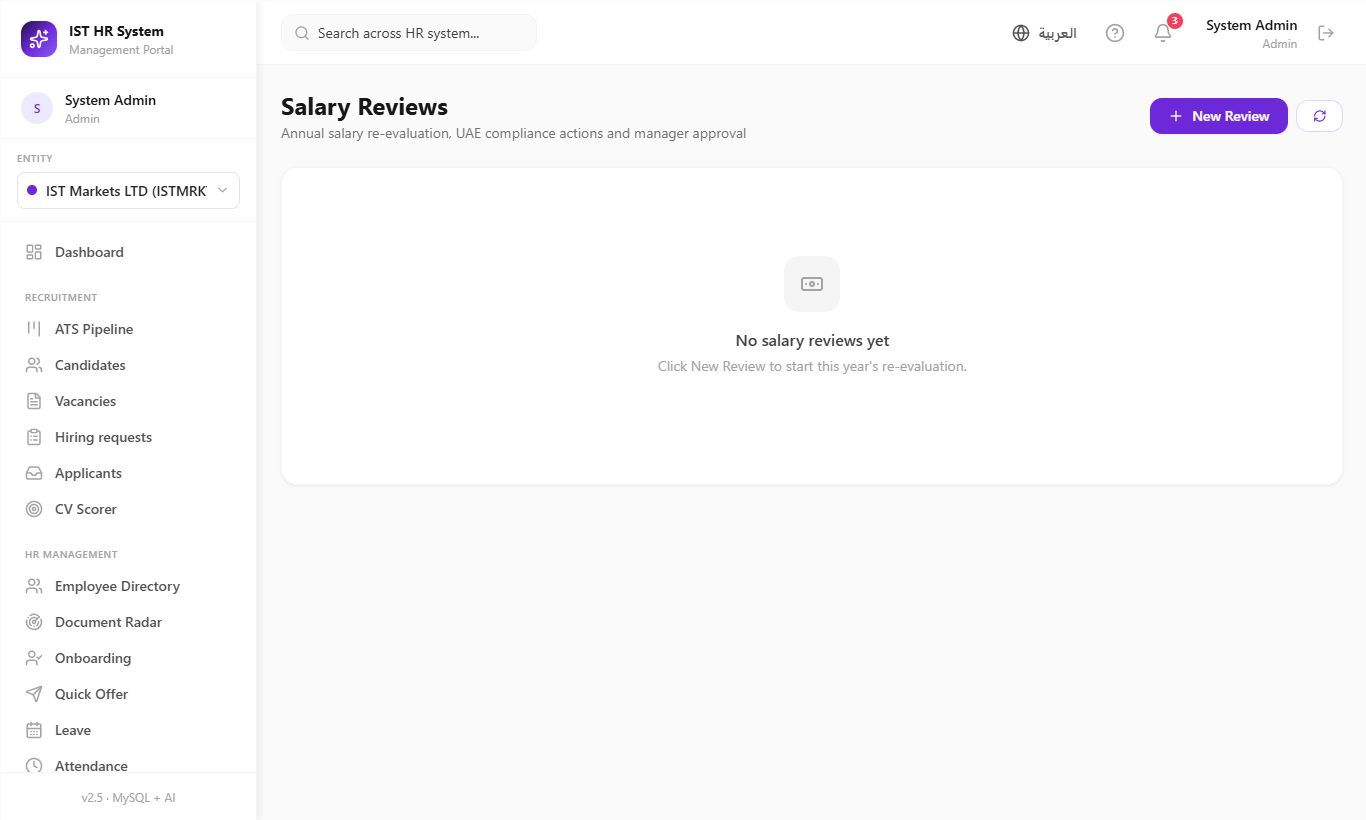 IST HR System
Management Portal
S
System Admin
Admin
ENTITY
IST Markets LTD (ISTMRK
Dashboard
RECRUITMENT
ATS Pipeline
Candidates
Vacancies
Hiring requests
Applicants
CV Scorer
HR MANAGEMENT
Employee Directory
Document Radar
Onboarding
Quick Offer
Leave
Attendance
v2.5 · MySQL + AI
Search across HR system...
العربية
3
System Admin
Admin
Salary Reviews
Annual salary re-evaluation, UAE compliance actions and manager approval
New Review
No salary reviews yet
Click New Review to start this year's re-evaluation.